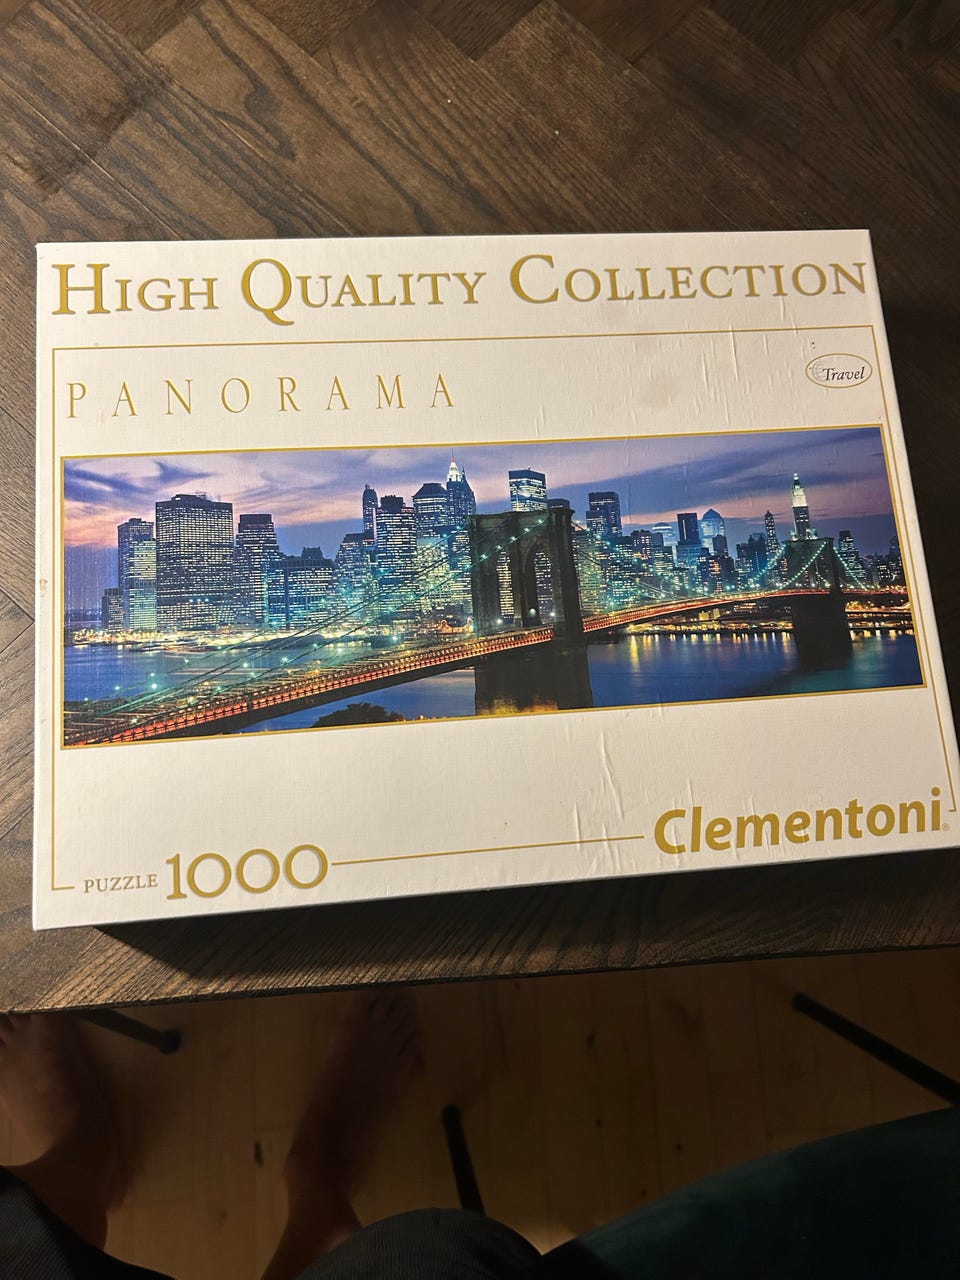 HIGH QUALITY COLLECTION
PANORAMA
Travel
PUZZLE 1000
Clementoni®